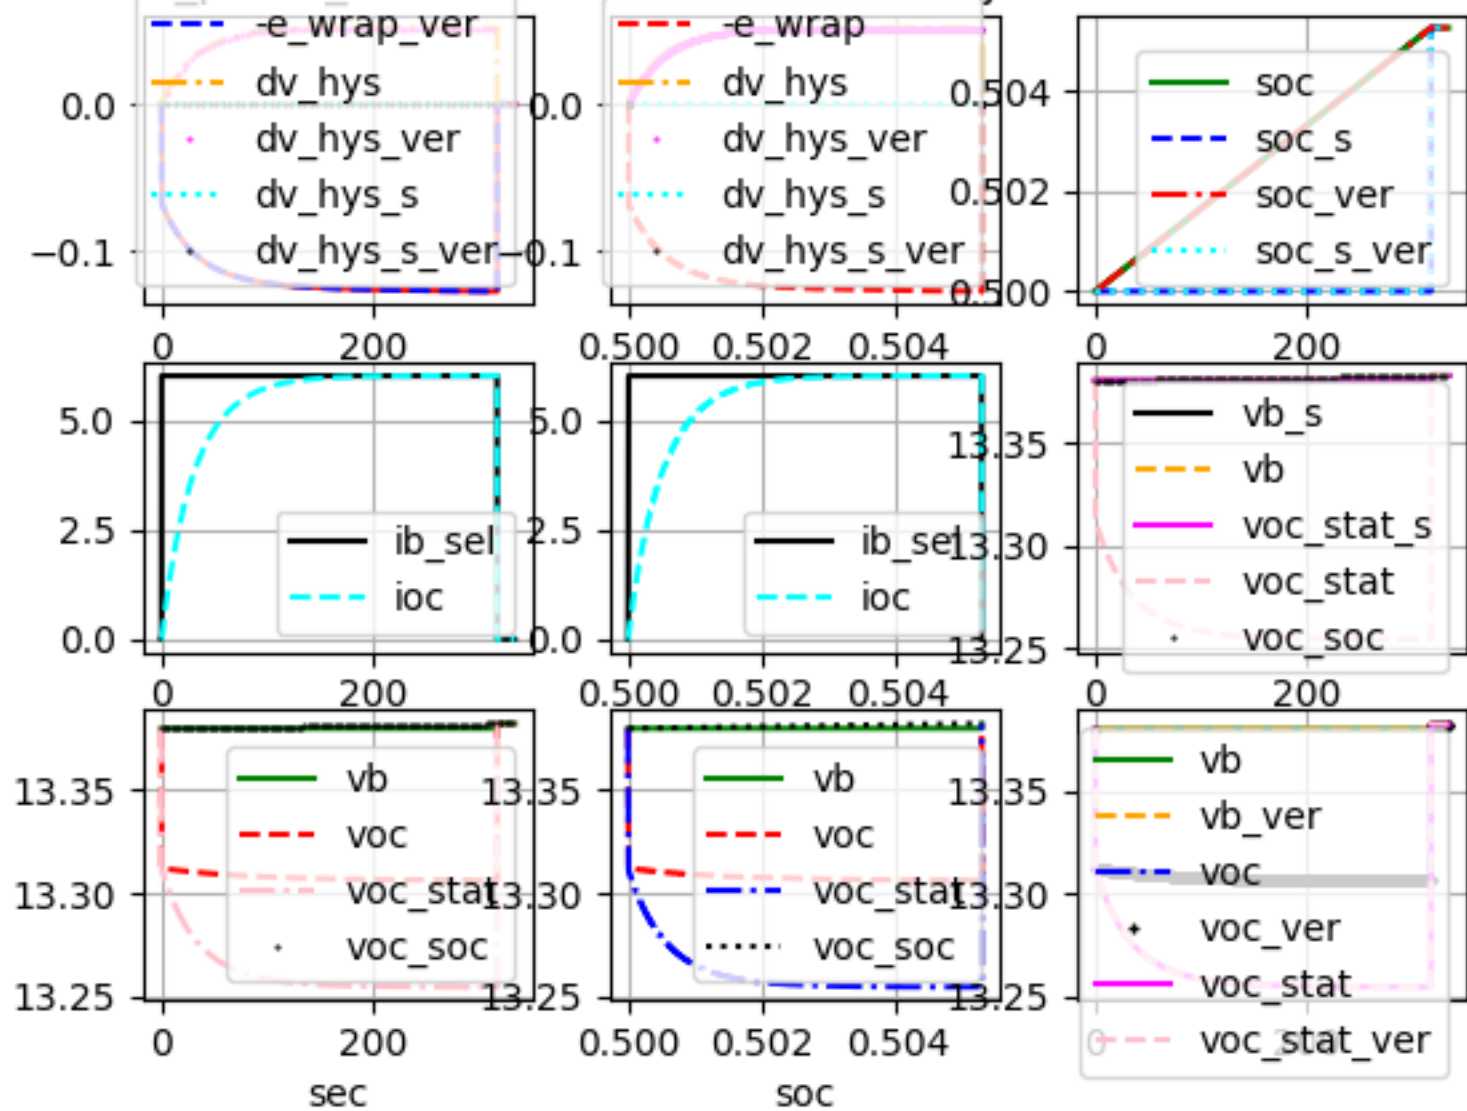 -e_wrap_ver
dv_hys
dv_hys_ver
dv_hys_s
dv_hys_s_ver
0.0
−0.1
0
200
-e_wrap
dv_hys
dv_hys_ver
dv_hys_s
dv_hys_s_ver
0.0
−0.1
0.500
0.502
0.504
soc
soc_s
soc_ver
soc_s_ver
0.504
0.502
0.500
0
200
5.0
2.5
0.0
ib_sel
ioc
0
200
5.0
2.5
0.0
ib_sel
ioc
0.500
0.502
0.504
13.35
13.30
13.25
vb_s
vb
voc_stat_s
voc_stat
voc_soc
0
200
13.35
13.30
13.25
vb
voc
voc_stat
voc_soc
0
200
sec
13.35
13.30
13.25
vb
voc
voc_stat
voc_soc
0.500
0.502
0.504
soc
13.35
13.30
13.25
vb
vb_ver
voc
voc_ver
voc_stat
voc_stat_ver
0
200